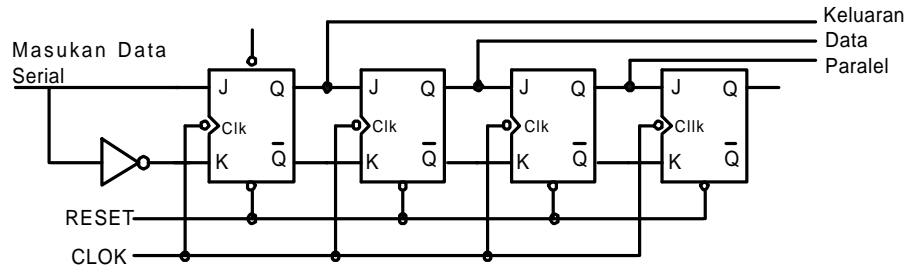 Keluaran
Masukan Data
Data
Serial
Paralel
J Q J Q J Q J Q
Clk Clk Clk Cllk
K Q̅ K Q̅ K Q̅ K Q̅
RESET
CLOK